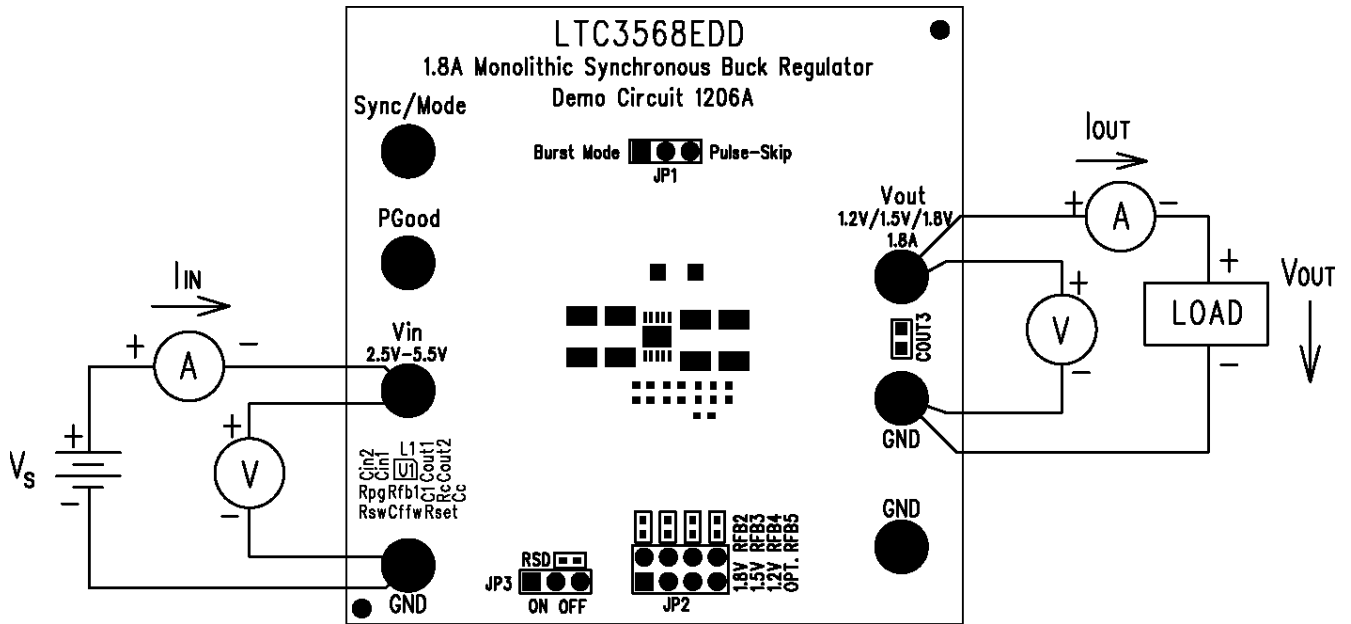 LTC3568EDD
1.8A Monolithic Synchronous Buck Regulator
Demo Circuit 1206A
Sync/Mode
Burst Mode
Pulse-Skip
JP1
PGood
Vin
2.5V-5.5V
Vout
1.2V/1.5V/1.8V
1.8A
IOUT
+ A -
+
V
-
+
LOAD
-
VOUT
COUT3
GND
GND
IIN
+ A -
+
VS
-
+
V
-
Cin2
Cin1
L1
U1
Cout1
Cout2
Rpg
Rfb1
C1
Rc
Cc
Rsw
Cffw
Rset
GND
RSD
JP3
ON OFF
JP2
1.8V RFB2
1.5V RFB3
1.2V RFB4
OPT. RFB5